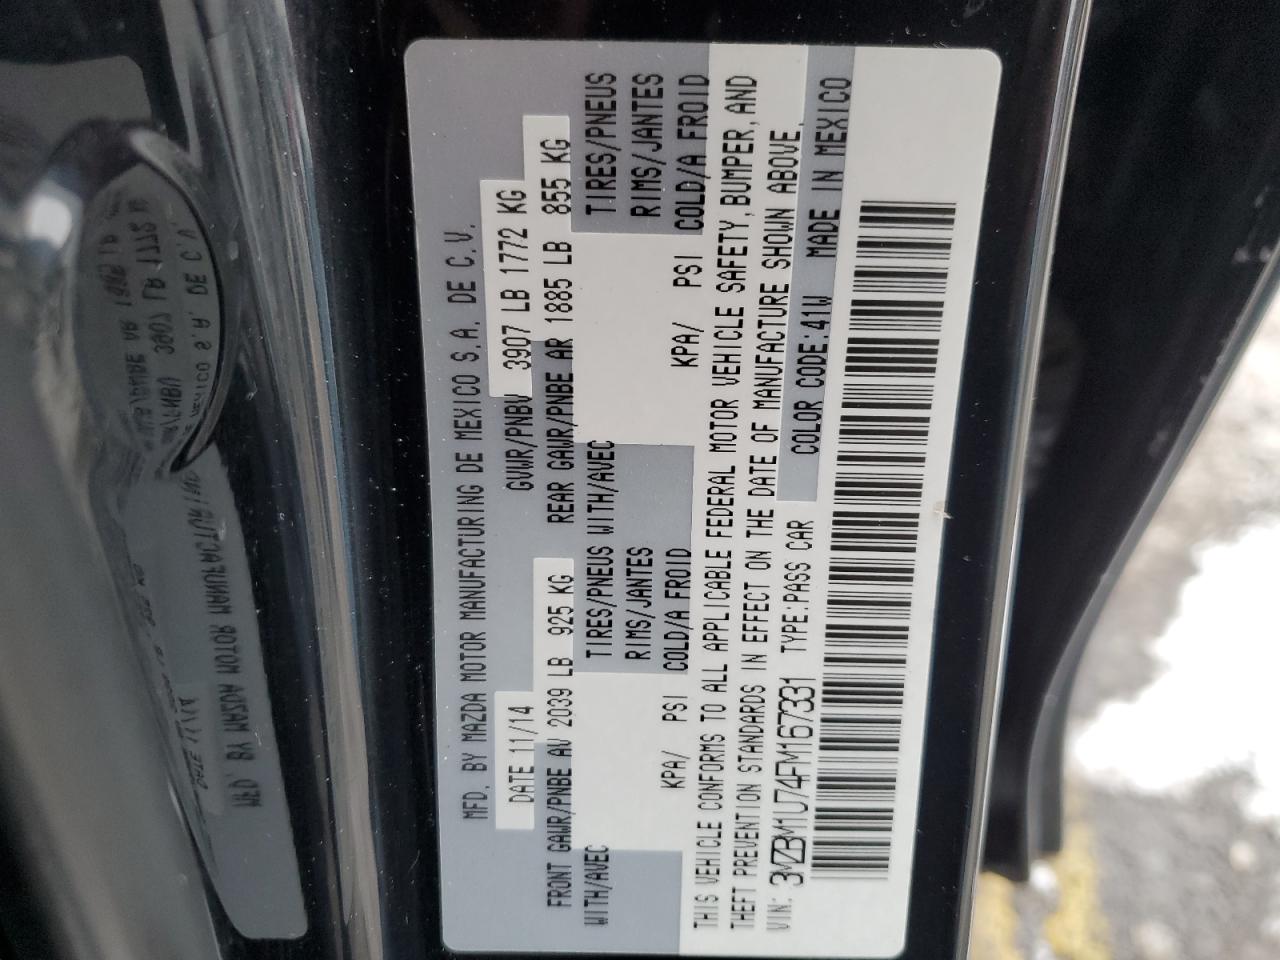 MFD. BY MAZDA MOTOR MANUFACTURING DE MEXICO S.A. DE C.V.
DATE 11/14 GVWR/PNBV 3907 LB 1772 KG
FRONT GAWR/PNBE AV 2039 LB 925 KG REAR GAWR/PNBE AR 1885 LB 855 KG
WITH/AVEC TIRES/PNEUS WITH/AVEC TIRES/PNEUS
RIMS/JANTES RIMS/JANTES
KPA/ PSI COLD/A FROID KPA/ PSI COLD/A FROID
THIS VEHICLE CONFORMS TO ALL APPLICABLE FEDERAL MOTOR VEHICLE SAFETY, BUMPER, AND
THEFT PREVENTION STANDARDS IN EFFECT ON THE DATE OF MANUFACTURE SHOWN ABOVE.
VIN: 3MZBM1U74FM167331 TYPE:PASS CAR COLOR CODE:41W MADE IN MEXICO